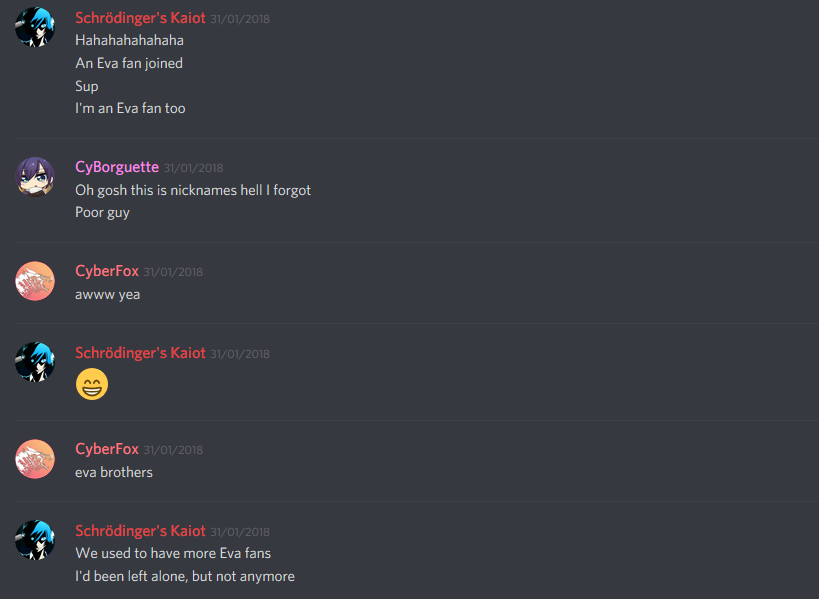 Schrödinger's Kaiot 31/01/2018
Hahahahahahaha
An Eva fan joined
Sup
I'm an Eva fan too
CyBorguette 31/01/2018
Oh gosh this is nicknames hell I forgot
Poor guy
CyberFox 31/01/2018
awww yea
Schrödinger's Kaiot 31/01/2018
CyberFox 31/01/2018
eva brothers
Schrödinger's Kaiot 31/01/2018
We used to have more Eva fans
I'd been left alone, but not anymore